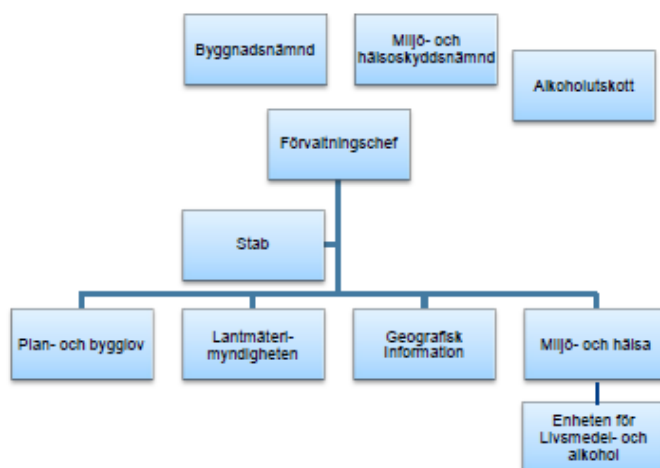 Byggnadsnämnd
Miljö- och
hälsoskyddsnämnd
Alkoholutskott
Förvaltningschef
Stab
Plan- och bygglov
Lantmäteri-
myndigheten
Geografisk
Information
Miljö- och hälsa
Enheten för
Livsmedel- och
alkohol